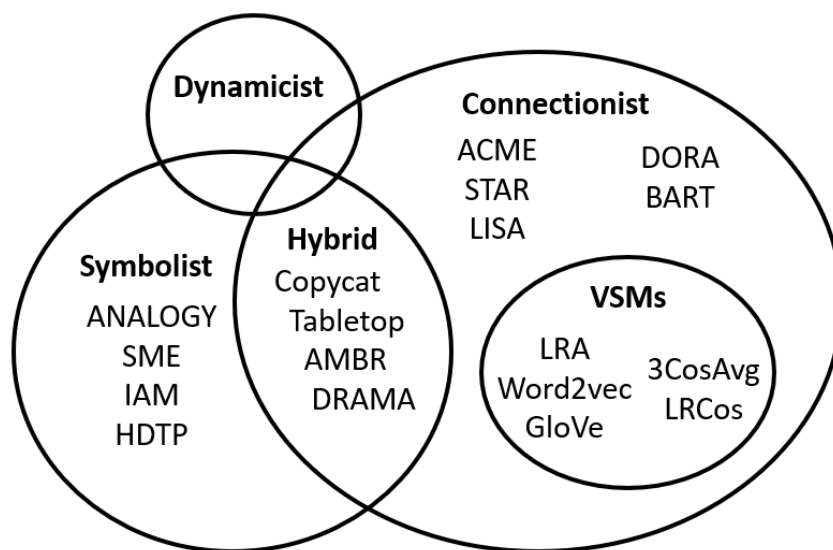 Dynamicist
Connectionist
ACME
STAR
LISA
DORA
BART
Symbolist
ANALOGY
SME
IAM
HDTP
Hybrid
Copycat
Tabletop
AMBR
DRAMA
VSMs
LRA
Word2vec
GloVe
3CosAvg
LRCos